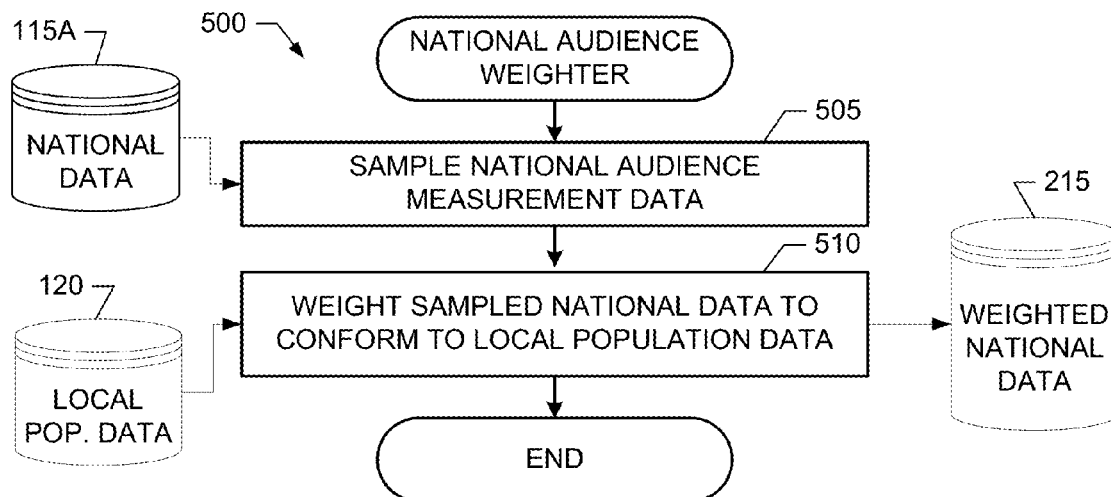 115A
500
NATIONAL AUDIENCE
WEIGHTER
NATIONAL
DATA
505
SAMPLE NATIONAL AUDIENCE
MEASUREMENT DATA
215
120
510
WEIGHT SAMPLED NATIONAL DATA TO
CONFORM TO LOCAL POPULATION DATA
WEIGHTED
NATIONAL
DATA
LOCAL
POP. DATA
END